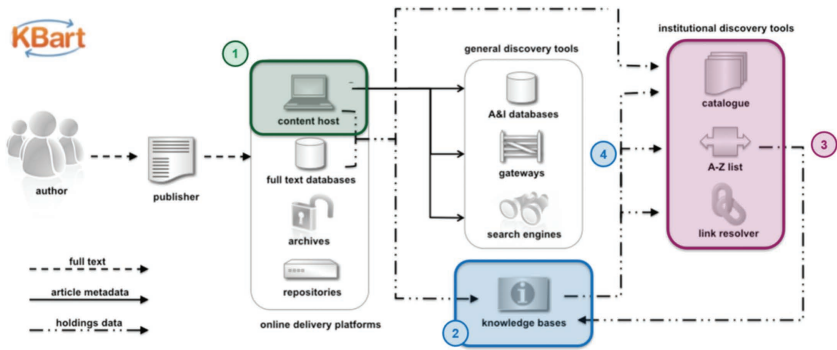 KBart
1
general discovery tools
institutional discovery tools
content host
A&I databases
catalogue
3
4
author
publisher
full text databases
gateways
A-Z list
archives
search engines
link resolver
full text
article metadata
repositories
holdings data
online delivery platforms
2
knowledge bases